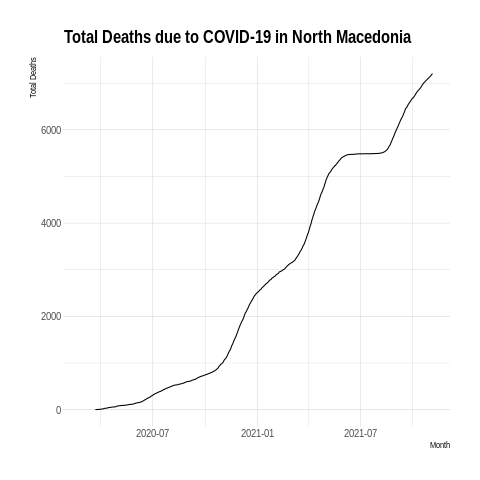 Total Deaths due to COVID-19 in North Macedonia
Total Deaths
6000
4000
2000
0
2020-07
2021-01
2021-07
Month